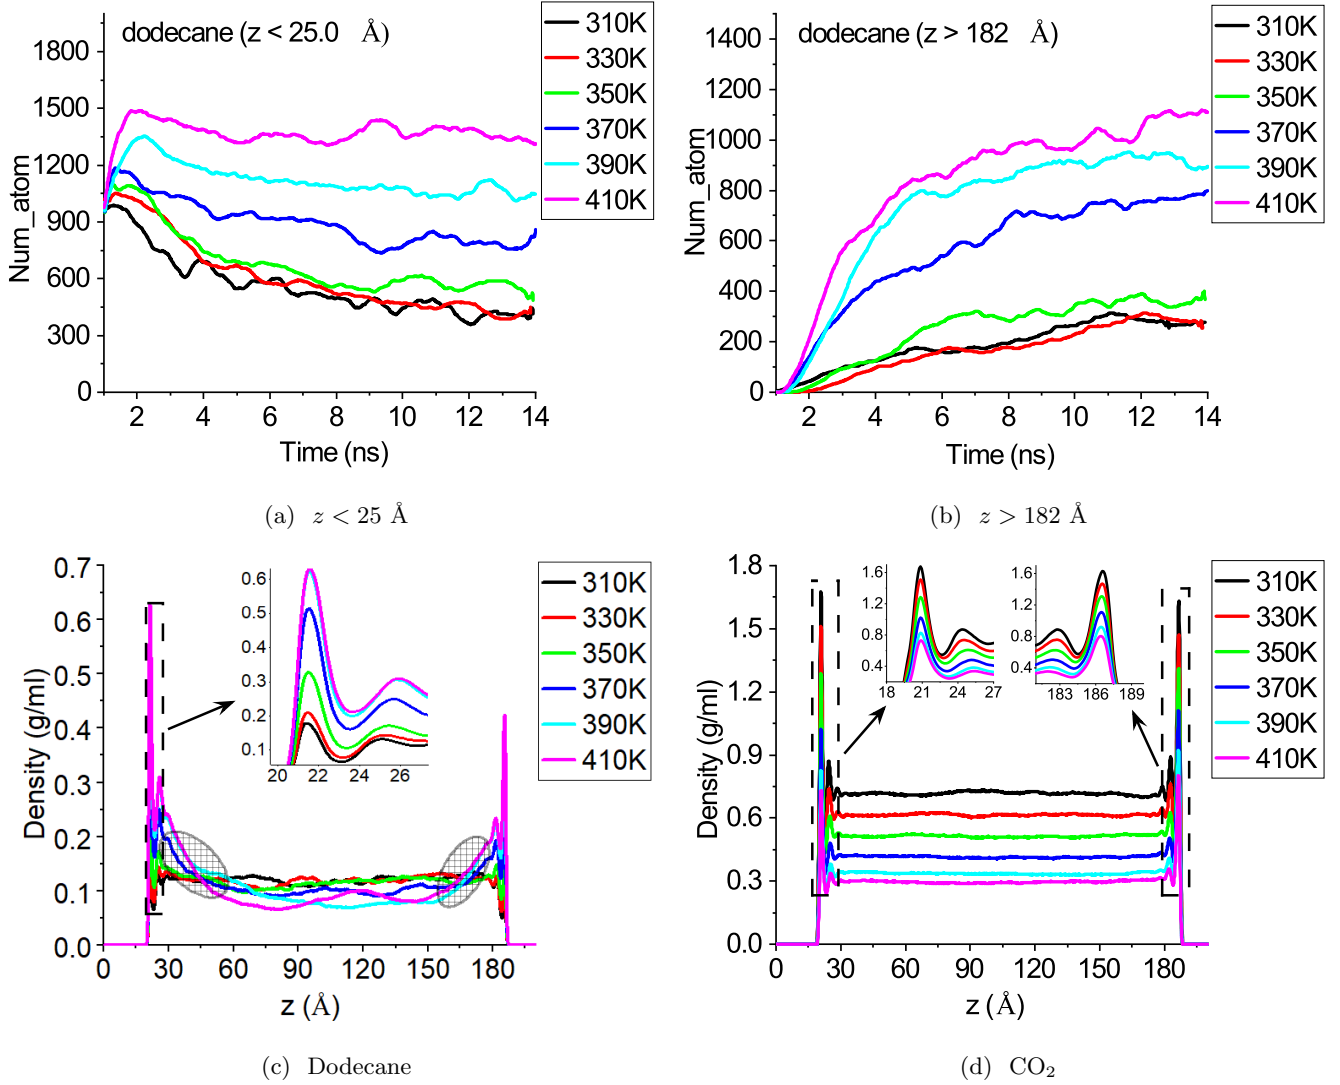 dodecane (z < 25.0 Å)
310K
330K
350K
370K
390K
410K
1800
1500
1200
900
600
300
0
Num_atom
2 4 6 8 10 12 14
Time (ns)
(a) z < 25 Å
dodecane (z > 182 Å)
310K
330K
350K
370K
390K
410K
1400
1200
1000
800
600
400
200
0
Num_atom
2 4 6 8 10 12 14
Time (ns)
(b) z > 182 Å
310K
330K
350K
370K
390K
410K
0.7
0.6
0.5
0.4
0.3
0.2
0.1
0.0
Density (g/ml)
0.6
0.5
0.4
0.3
0.2
0.1
20 22 24 26
0 30 60 90 120 150 180
z (Å)
(c) Dodecane
310K
330K
350K
370K
390K
410K
1.8
1.5
1.2
0.9
0.6
0.3
0.0
Density (g/ml)
1.6
1.2
0.8
0.4
18 21 24 27
1.6
1.2
0.8
0.4
183 186 189
0 30 60 90 120 150 180
z (Å)
(d) CO₂